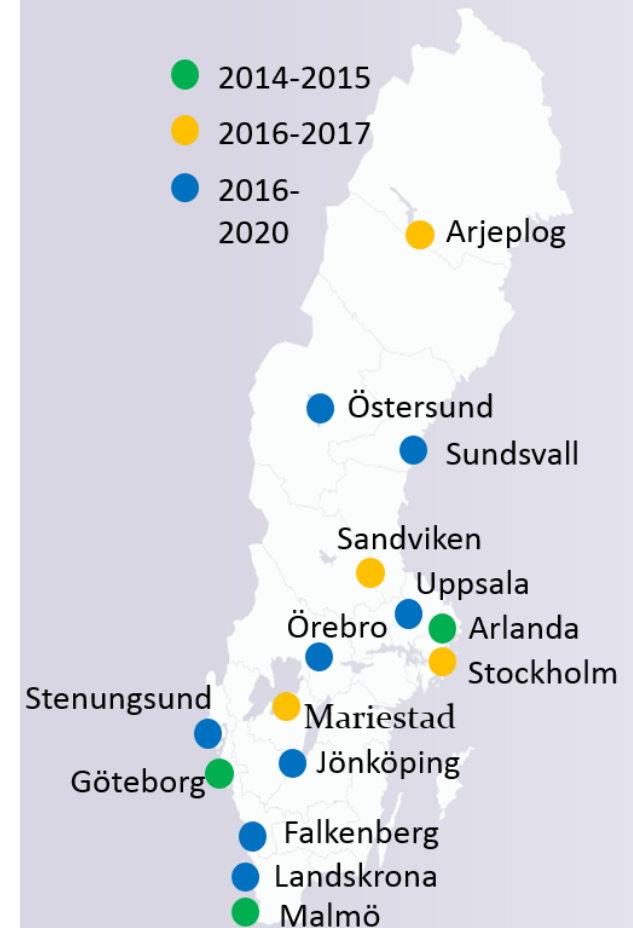 2014-2015
2016-2017
2016-
2020
Arjeplog
Östersund
Sundsvall
Sandviken
Uppsala
Örebro
Arlanda
Stockholm
Stenungsund
Mariestad
Jönköping
Göteborg
Falkenberg
Landskrona
Malmö